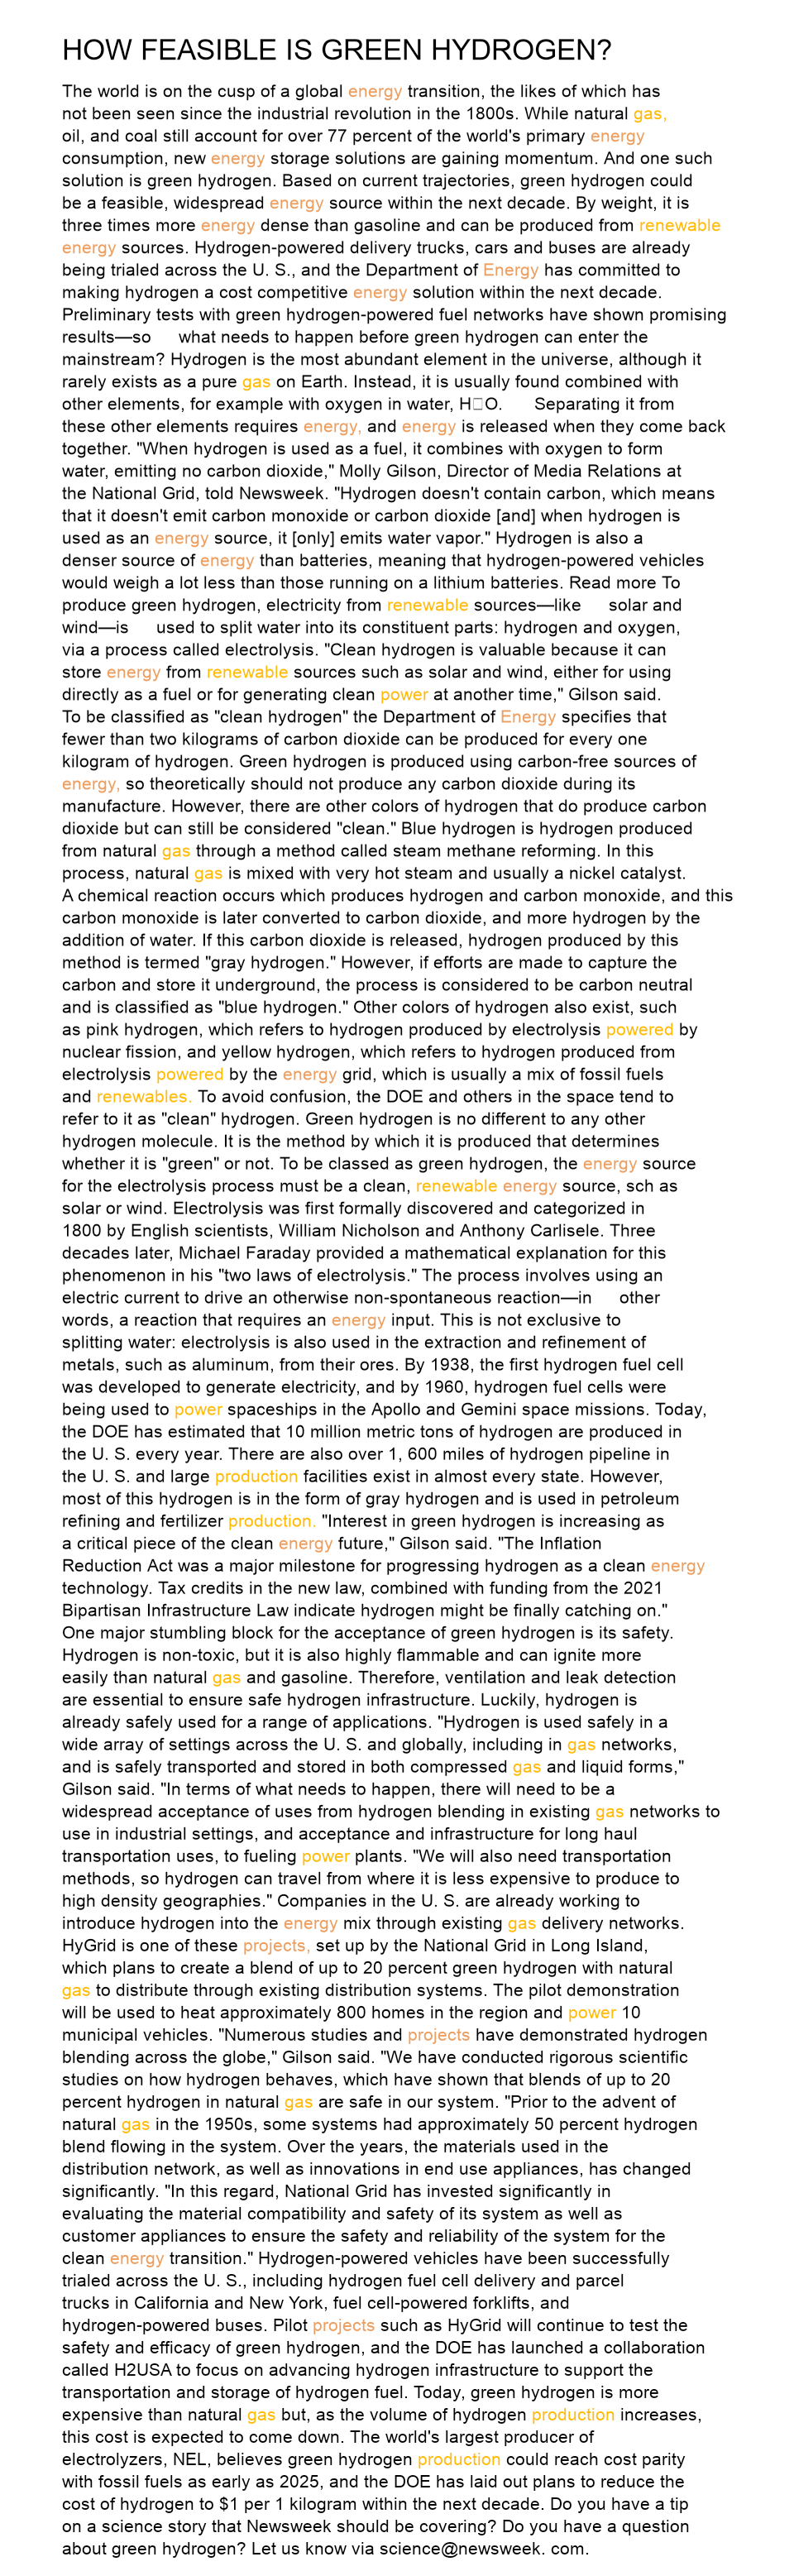 HOW FEASIBLE IS GREEN HYDROGEN?
The world is on the cusp of a global energy transition, the likes of which has
not been seen since the industrial revolution in the 1800s. While natural gas,
oil, and coal still account for over 77 percent of the world's primary energy
consumption, new energy storage solutions are gaining momentum. And one such
solution is green hydrogen. Based on current trajectories, green hydrogen could
be a feasible, widespread energy source within the next decade. By weight, it is
three times more energy dense than gasoline and can be produced from renewable
energy sources. Hydrogen-powered delivery trucks, cars and buses are already
being trialed across the U. S., and the Department of Energy has committed to
making hydrogen a cost competitive energy solution within the next decade.
Preliminary tests with green hydrogen-powered fuel networks have shown promising
results—so what needs to happen before green hydrogen can enter the
mainstream? Hydrogen is the most abundant element in the universe, although it
rarely exists as a pure gas on Earth. Instead, it is usually found combined with
other elements, for example with oxygen in water, H□O. Separating it from
these other elements requires energy, and energy is released when they come back
together. "When hydrogen is used as a fuel, it combines with oxygen to form
water, emitting no carbon dioxide," Molly Gilson, Director of Media Relations at
the National Grid, told Newsweek. "Hydrogen doesn't contain carbon, which means
that it doesn't emit carbon monoxide or carbon dioxide [and] when hydrogen is
used as an energy source, it [only] emits water vapor." Hydrogen is also a
denser source of energy than batteries, meaning that hydrogen-powered vehicles
would weigh a lot less than those running on a lithium batteries. Read more To
produce green hydrogen, electricity from renewable sources—like solar and
wind—is used to split water into its constituent parts: hydrogen and oxygen,
via a process called electrolysis. "Clean hydrogen is valuable because it can
store energy from renewable sources such as solar and wind, either for using
directly as a fuel or for generating clean power at another time," Gilson said.
To be classified as "clean hydrogen" the Department of Energy specifies that
fewer than two kilograms of carbon dioxide can be produced for every one
kilogram of hydrogen. Green hydrogen is produced using carbon-free sources of
energy, so theoretically should not produce any carbon dioxide during its
manufacture. However, there are other colors of hydrogen that do produce carbon
dioxide but can still be considered "clean." Blue hydrogen is hydrogen produced
from natural gas through a method called steam methane reforming. In this
process, natural gas is mixed with very hot steam and usually a nickel catalyst.
A chemical reaction occurs which produces hydrogen and carbon monoxide, and this
carbon monoxide is later converted to carbon dioxide, and more hydrogen by the
addition of water. If this carbon dioxide is released, hydrogen produced by this
method is termed "gray hydrogen." However, if efforts are made to capture the
carbon and store it underground, the process is considered to be carbon neutral
and is classified as "blue hydrogen." Other colors of hydrogen also exist, such
as pink hydrogen, which refers to hydrogen produced by electrolysis powered by
nuclear fission, and yellow hydrogen, which refers to hydrogen produced from
electrolysis powered by the energy grid, which is usually a mix of fossil fuels
and renewables. To avoid confusion, the DOE and others in the space tend to
refer to it as "clean" hydrogen. Green hydrogen is no different to any other
hydrogen molecule. It is the method by which it is produced that determines
whether it is "green" or not. To be classed as green hydrogen, the energy source
for the electrolysis process must be a clean, renewable energy source, sch as
solar or wind. Electrolysis was first formally discovered and categorized in
1800 by English scientists, William Nicholson and Anthony Carlisele. Three
decades later, Michael Faraday provided a mathematical explanation for this
phenomenon in his "two laws of electrolysis." The process involves using an
electric current to drive an otherwise non-spontaneous reaction—in other
words, a reaction that requires an energy input. This is not exclusive to
splitting water: electrolysis is also used in the extraction and refinement of
metals, such as aluminum, from their ores. By 1938, the first hydrogen fuel cell
was developed to generate electricity, and by 1960, hydrogen fuel cells were
being used to power spaceships in the Apollo and Gemini space missions. Today,
the DOE has estimated that 10 million metric tons of hydrogen are produced in
the U. S. every year. There are also over 1, 600 miles of hydrogen pipeline in
the U. S. and large production facilities exist in almost every state. However,
most of this hydrogen is in the form of gray hydrogen and is used in petroleum
refining and fertilizer production. "Interest in green hydrogen is increasing as
a critical piece of the clean energy future," Gilson said. "The Inflation
Reduction Act was a major milestone for progressing hydrogen as a clean energy
technology. Tax credits in the new law, combined with funding from the 2021
Bipartisan Infrastructure Law indicate hydrogen might be finally catching on."
One major stumbling block for the acceptance of green hydrogen is its safety.
Hydrogen is non-toxic, but it is also highly flammable and can ignite more
easily than natural gas and gasoline. Therefore, ventilation and leak detection
are essential to ensure safe hydrogen infrastructure. Luckily, hydrogen is
already safely used for a range of applications. "Hydrogen is used safely in a
wide array of settings across the U. S. and globally, including in gas networks,
and is safely transported and stored in both compressed gas and liquid forms,"
Gilson said. "In terms of what needs to happen, there will need to be a
widespread acceptance of uses from hydrogen blending in existing gas networks to
use in industrial settings, and acceptance and infrastructure for long haul
transportation uses, to fueling power plants. "We will also need transportation
methods, so hydrogen can travel from where it is less expensive to produce to
high density geographies." Companies in the U. S. are already working to
introduce hydrogen into the energy mix through existing gas delivery networks.
HyGrid is one of these projects, set up by the National Grid in Long Island,
which plans to create a blend of up to 20 percent green hydrogen with natural
gas to distribute through existing distribution systems. The pilot demonstration
will be used to heat approximately 800 homes in the region and power 10
municipal vehicles. "Numerous studies and projects have demonstrated hydrogen
blending across the globe," Gilson said. "We have conducted rigorous scientific
studies on how hydrogen behaves, which have shown that blends of up to 20
percent hydrogen in natural gas are safe in our system. "Prior to the advent of
natural gas in the 1950s, some systems had approximately 50 percent hydrogen
blend flowing in the system. Over the years, the materials used in the
distribution network, as well as innovations in end use appliances, has changed
significantly. "In this regard, National Grid has invested significantly in
evaluating the material compatibility and safety of its system as well as
customer appliances to ensure the safety and reliability of the system for the
clean energy transition." Hydrogen-powered vehicles have been successfully
trialed across the U. S., including hydrogen fuel cell delivery and parcel
trucks in California and New York, fuel cell-powered forklifts, and
hydrogen-powered buses. Pilot projects such as HyGrid will continue to test the
safety and efficacy of green hydrogen, and the DOE has launched a collaboration
called H2USA to focus on advancing hydrogen infrastructure to support the
transportation and storage of hydrogen fuel. Today, green hydrogen is more
expensive than natural gas but, as the volume of hydrogen production increases,
this cost is expected to come down. The world's largest producer of
electrolyzers, NEL, believes green hydrogen production could reach cost parity
with fossil fuels as early as 2025, and the DOE has laid out plans to reduce the
cost of hydrogen to $1 per 1 kilogram within the next decade. Do you have a tip
on a science story that Newsweek should be covering? Do you have a question
about green hydrogen? Let us know via science@newsweek. com.